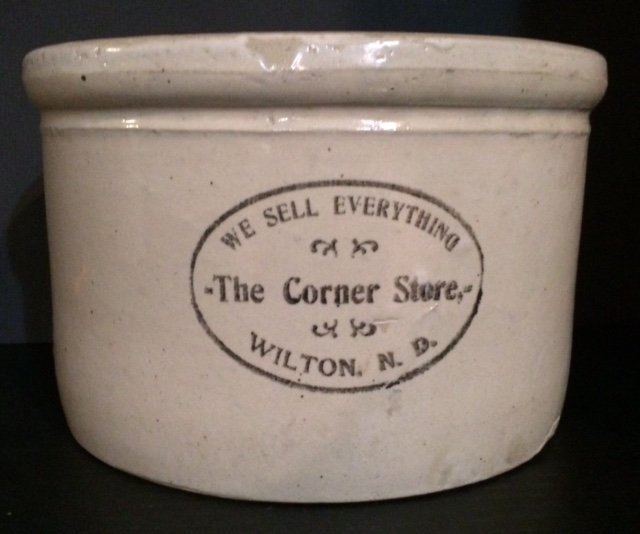 WE SELL EVERYTHING
-The Corner Store,-
WILTON, N. D.